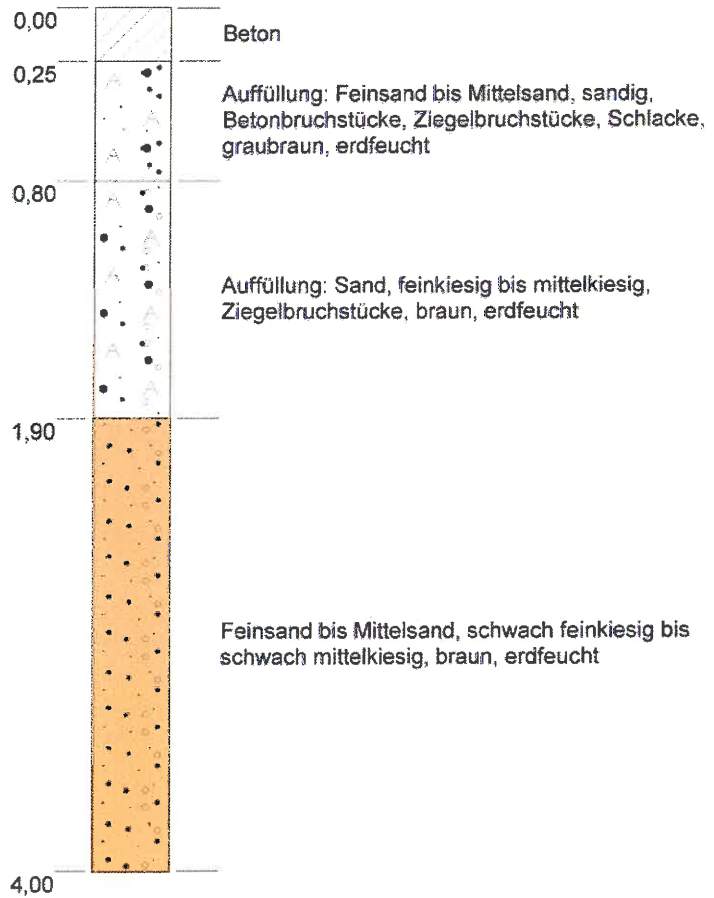 0,00
Beton
0,25
Auffüllung: Feinsand bis Mittelsand, sandig,
Betonbruchstücke, Ziegelbruchstücke, Schlacke,
graubraun, erdfeucht
0,80
Auffüllung: Sand, feinkiesig bis mittelkiesig,
Ziegelbruchstücke, braun, erdfeucht
1,90
Feinsand bis Mittelsand, schwach feinkiesig bis
schwach mittelkiesig, braun, erdfeucht
4,00